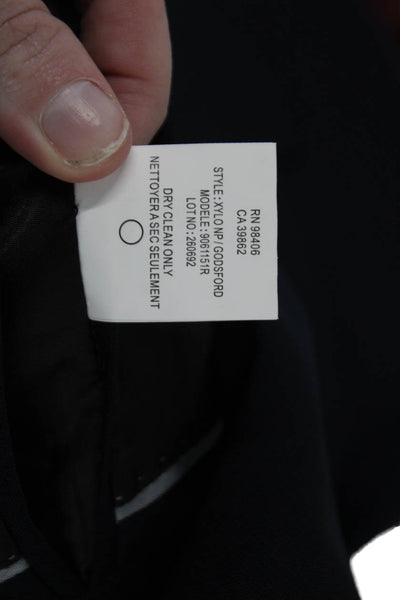 RN 98406
CA 39862
STYLE : XYLO NP / GODSFORD
MODELE : 9061151R
LOT NO : 260692
DRY CLEAN ONLY
NETTOYER A SEC SEULEMENT